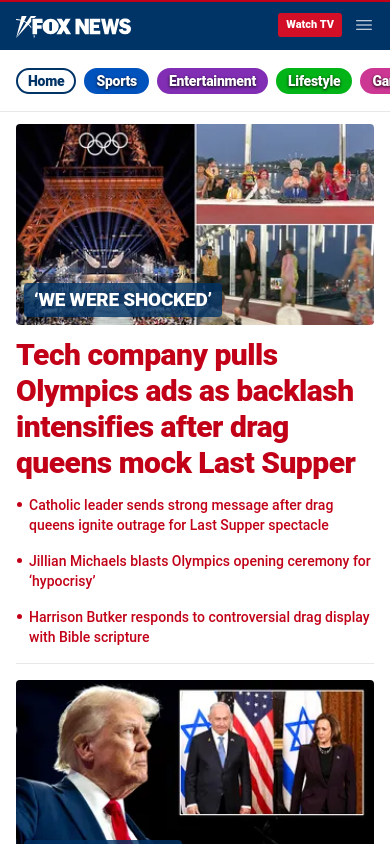 FOX NEWS
Watch TV
Home
Sports
Entertainment
Lifestyle
‘WE WERE SHOCKED’
Tech company pulls
Olympics ads as backlash
intensifies after drag
queens mock Last Supper
• Catholic leader sends strong message after drag
queens ignite outrage for Last Supper spectacle
• Jillian Michaels blasts Olympics opening ceremony for
‘hypocrisy’
• Harrison Butker responds to controversial drag display
with Bible scripture